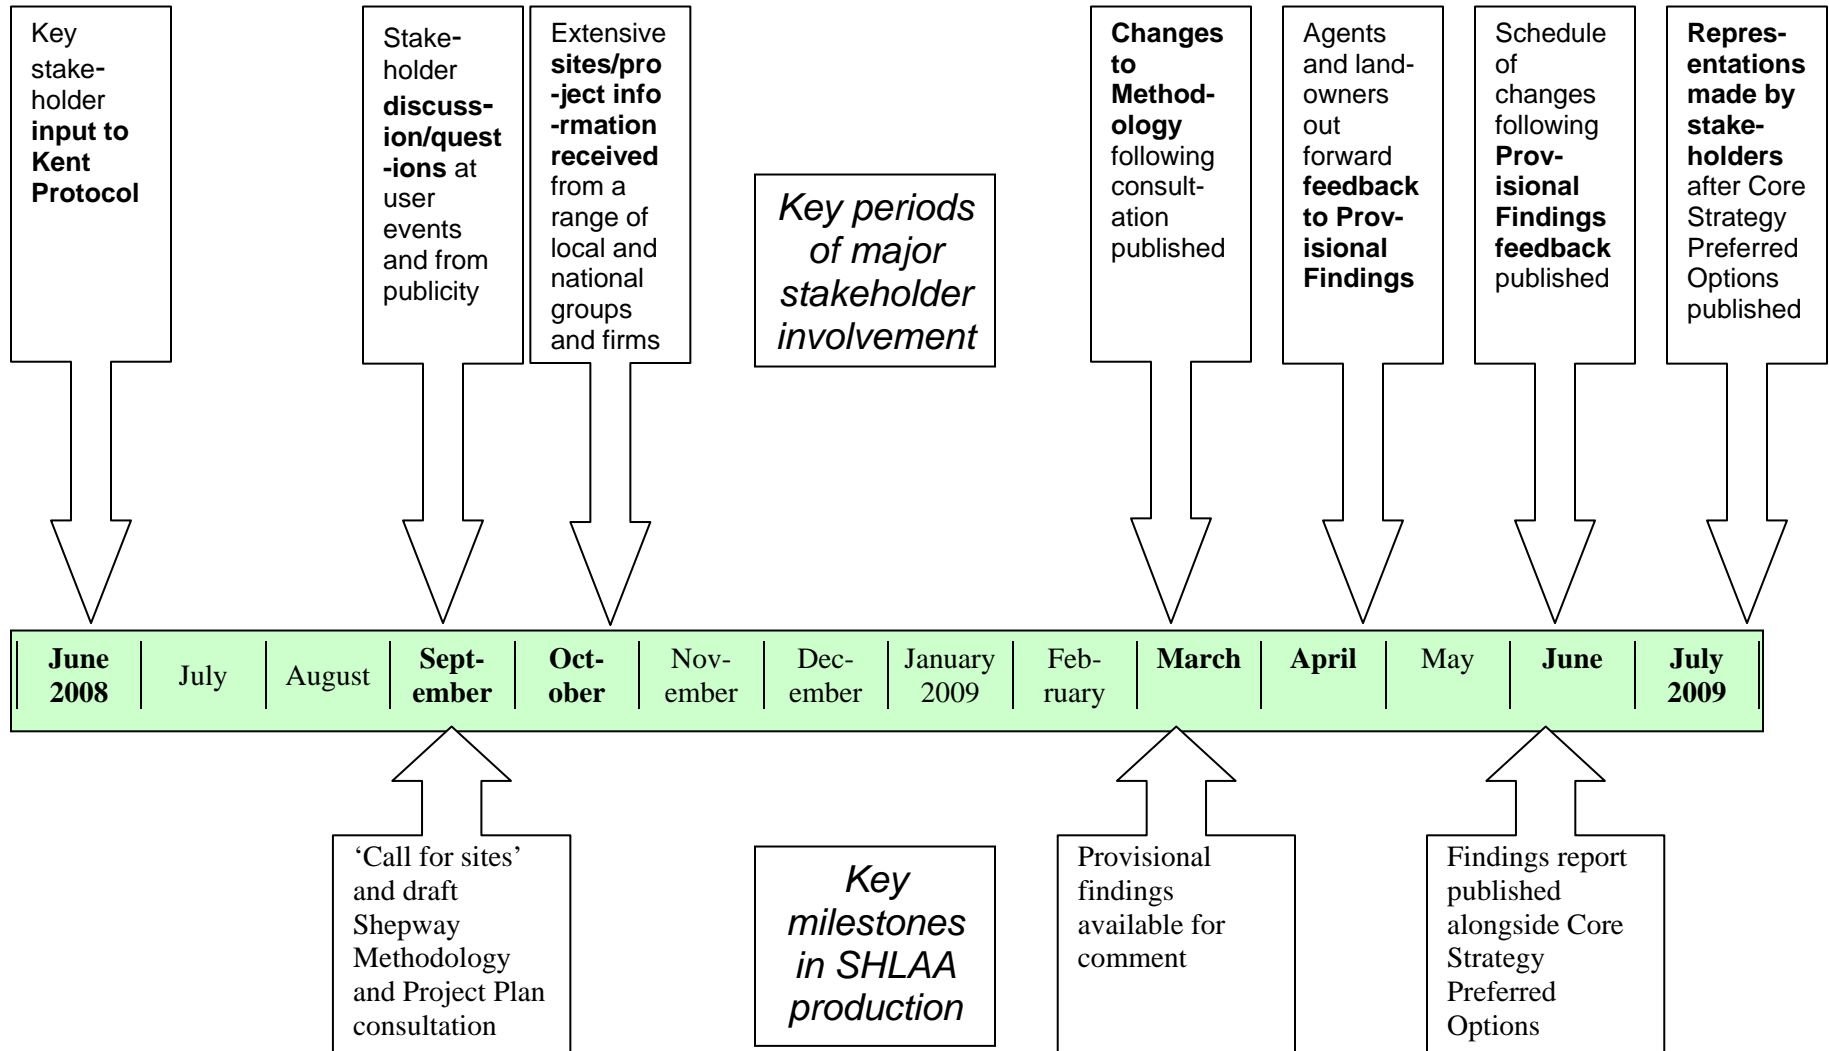 Key
stake-
holder
input to
Kent
Protocol
Stake-
holder
discuss-
ion/quest
-ions at
user
events
and from
publicity
Extensive
sites/pro
-ject info
-rmation
received
from a
range of
local and
national
groups
and firms
Key periods
of major
stakeholder
involvement
Changes
to
Method-
ology
following
consult-
ation
published
Agents
and land-
owners
out
forward
feedback
to Prov-
isional
Findings
Schedule
of
changes
following
Prov-
isional
Findings
feedback
published
Repres-
entations
made by
stake-
holders
after Core
Strategy
Preferred
Options
published
June
2008
July
August
Sept-
ember
Oct-
ober
Nov-
ember
Dec-
ember
January
2009
Feb-
ruary
March
April
May
June
July
2009
‘Call for sites’
and draft
Shepway
Methodology
and Project Plan
consultation
Key
milestones
in SHLAA
production
Provisional
findings
available for
comment
Findings report
published
alongside Core
Strategy
Preferred
Options